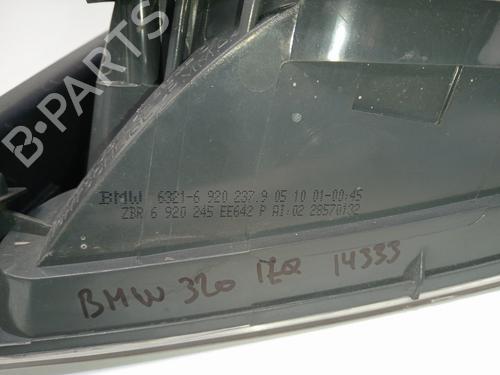 BMW 6321-6 920 237.9 05 10 01-00:45
ZBR 6 920 245 EE642 P AI:02 28570132
BMW 320 IZQ 14333
B-PARTS